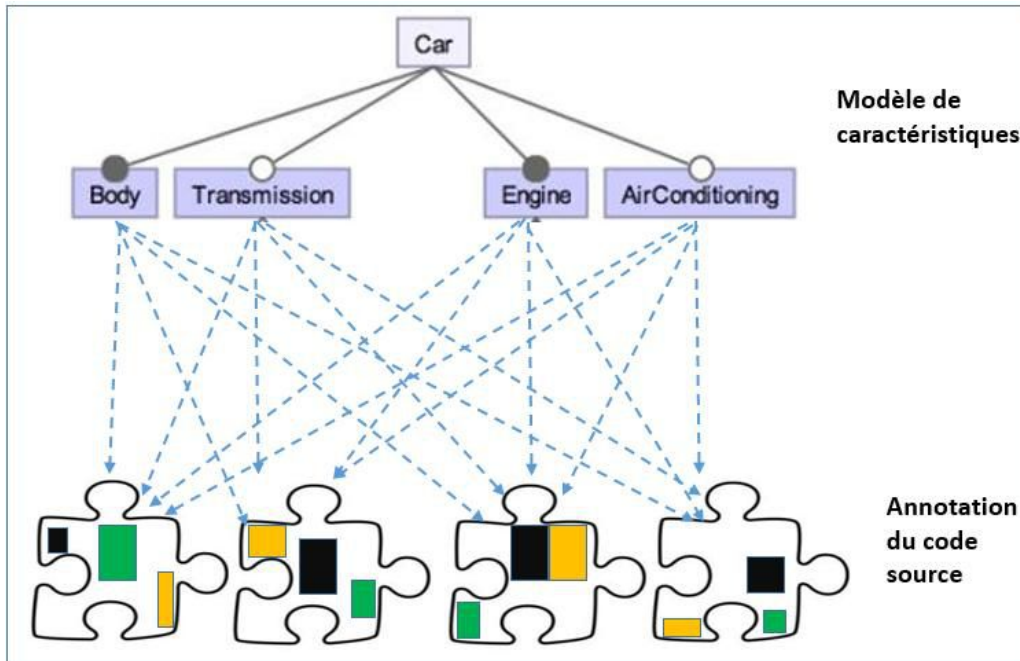 Car
Modèle de
caractéristiques
Body
Transmission
Engine
AirConditioning
Annotation
du code
source